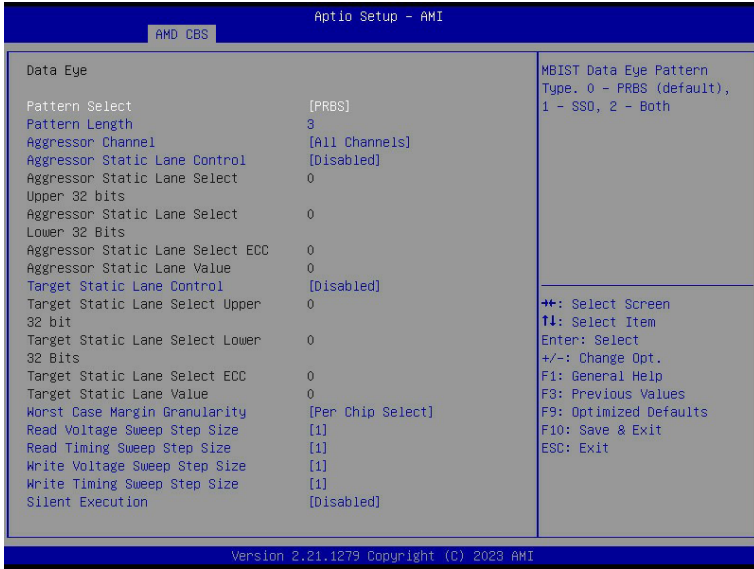 Aptio Setup - AMI
AMD CBS
Data Eye
Pattern Select [PRBS]
Pattern Length 3
Aggressor Channel [All Channels]
Aggressor Static Lane Control [Disabled]
Aggressor Static Lane Select 0
Upper 32 bits
Aggressor Static Lane Select 0
Lower 32 Bits
Aggressor Static Lane Select ECC 0
Aggressor Static Lane Value 0
Target Static Lane Control [Disabled]
Target Static Lane Select Upper 0
32 bit
Target Static Lane Select Lower 0
32 Bits
Target Static Lane Select ECC 0
Target Static Lane Value 0
Worst Case Margin Granularity [Per Chip Select]
Read Voltage Sweep Step Size [1]
Read Timing Sweep Step Size [1]
Write Voltage Sweep Step Size [1]
Write Timing Sweep Step Size [1]
Silent Execution [Disabled]
MBIST Data Eye Pattern
Type. 0 - PRBS (default),
1 - SSO, 2 - Both
→←: Select Screen
↑↓: Select Item
Enter: Select
+/-: Change Opt.
F1: General Help
F3: Previous Values
F9: Optimized Defaults
F10: Save & Exit
ESC: Exit
Version 2.21.1279 Copyright (C) 2023 AMI